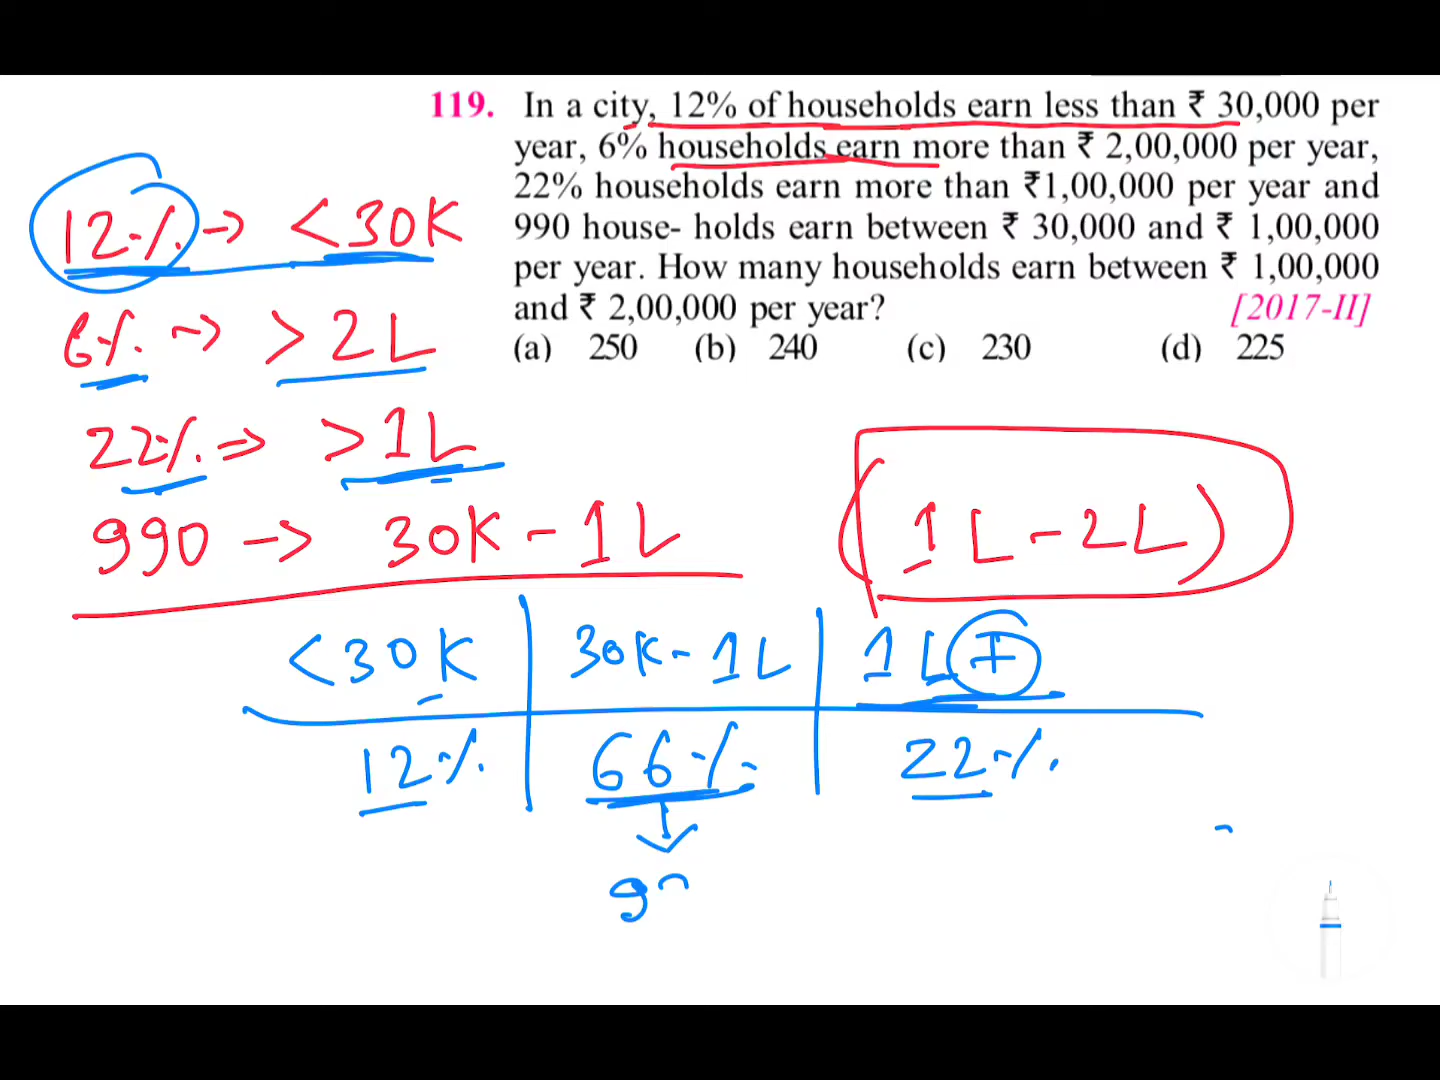 119. In a city, 12% of households earn less than ₹ 30,000 per
year, 6% households earn more than ₹ 2,00,000 per year,
22% households earn more than ₹1,00,000 per year and
990 house- holds earn between ₹ 30,000 and ₹ 1,00,000
per year. How many households earn between ₹ 1,00,000
and ₹ 2,00,000 per year? [2017-II]
(a) 250 (b) 240 (c) 230 (d) 225
12% → <30K
6% → >2L
22% ⇒ >1L
990 → 30K - 1L
(1L - 2L)
<30K 30K - 1L 1L+
12% 66% 22%